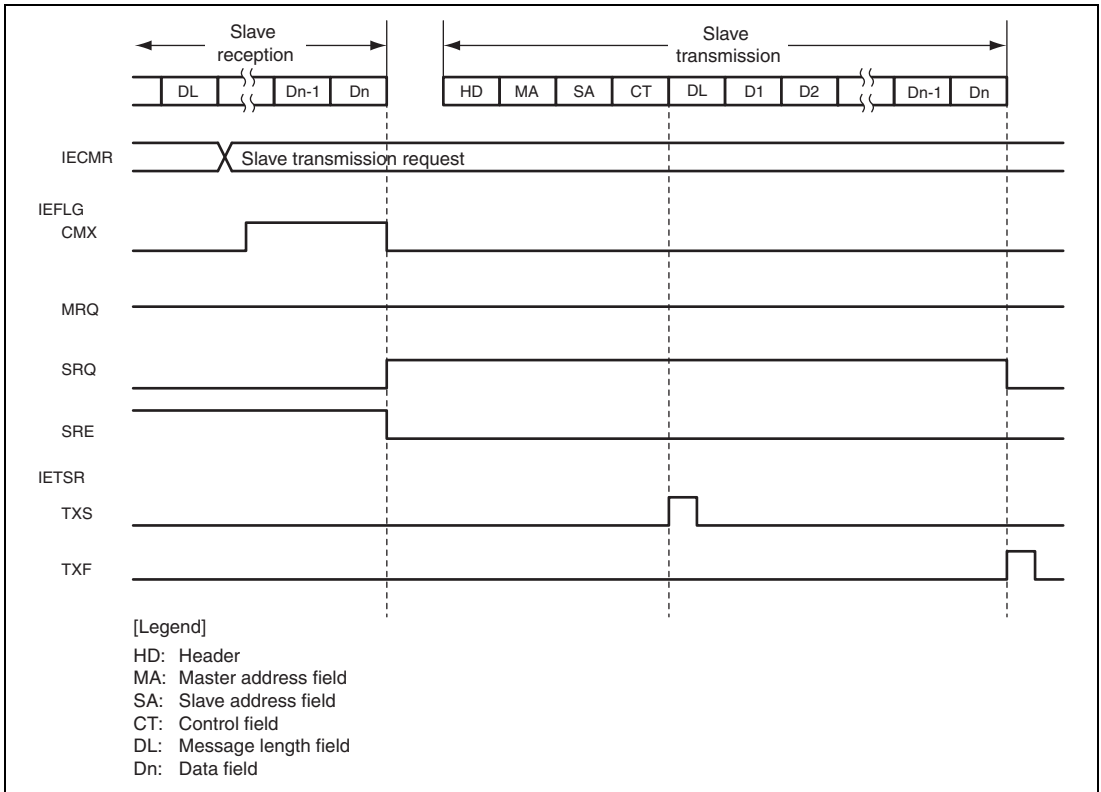 Slave
reception
Slave
transmission
DL Dn-1 Dn HD MA SA CT DL D1 D2 Dn-1 Dn
IECMR Slave transmission request
IEFLG
CMX
MRQ
SRQ
SRE
IETSR
TXS
TXF
[Legend]
HD: Header
MA: Master address field
SA: Slave address field
CT: Control field
DL: Message length field
Dn: Data field